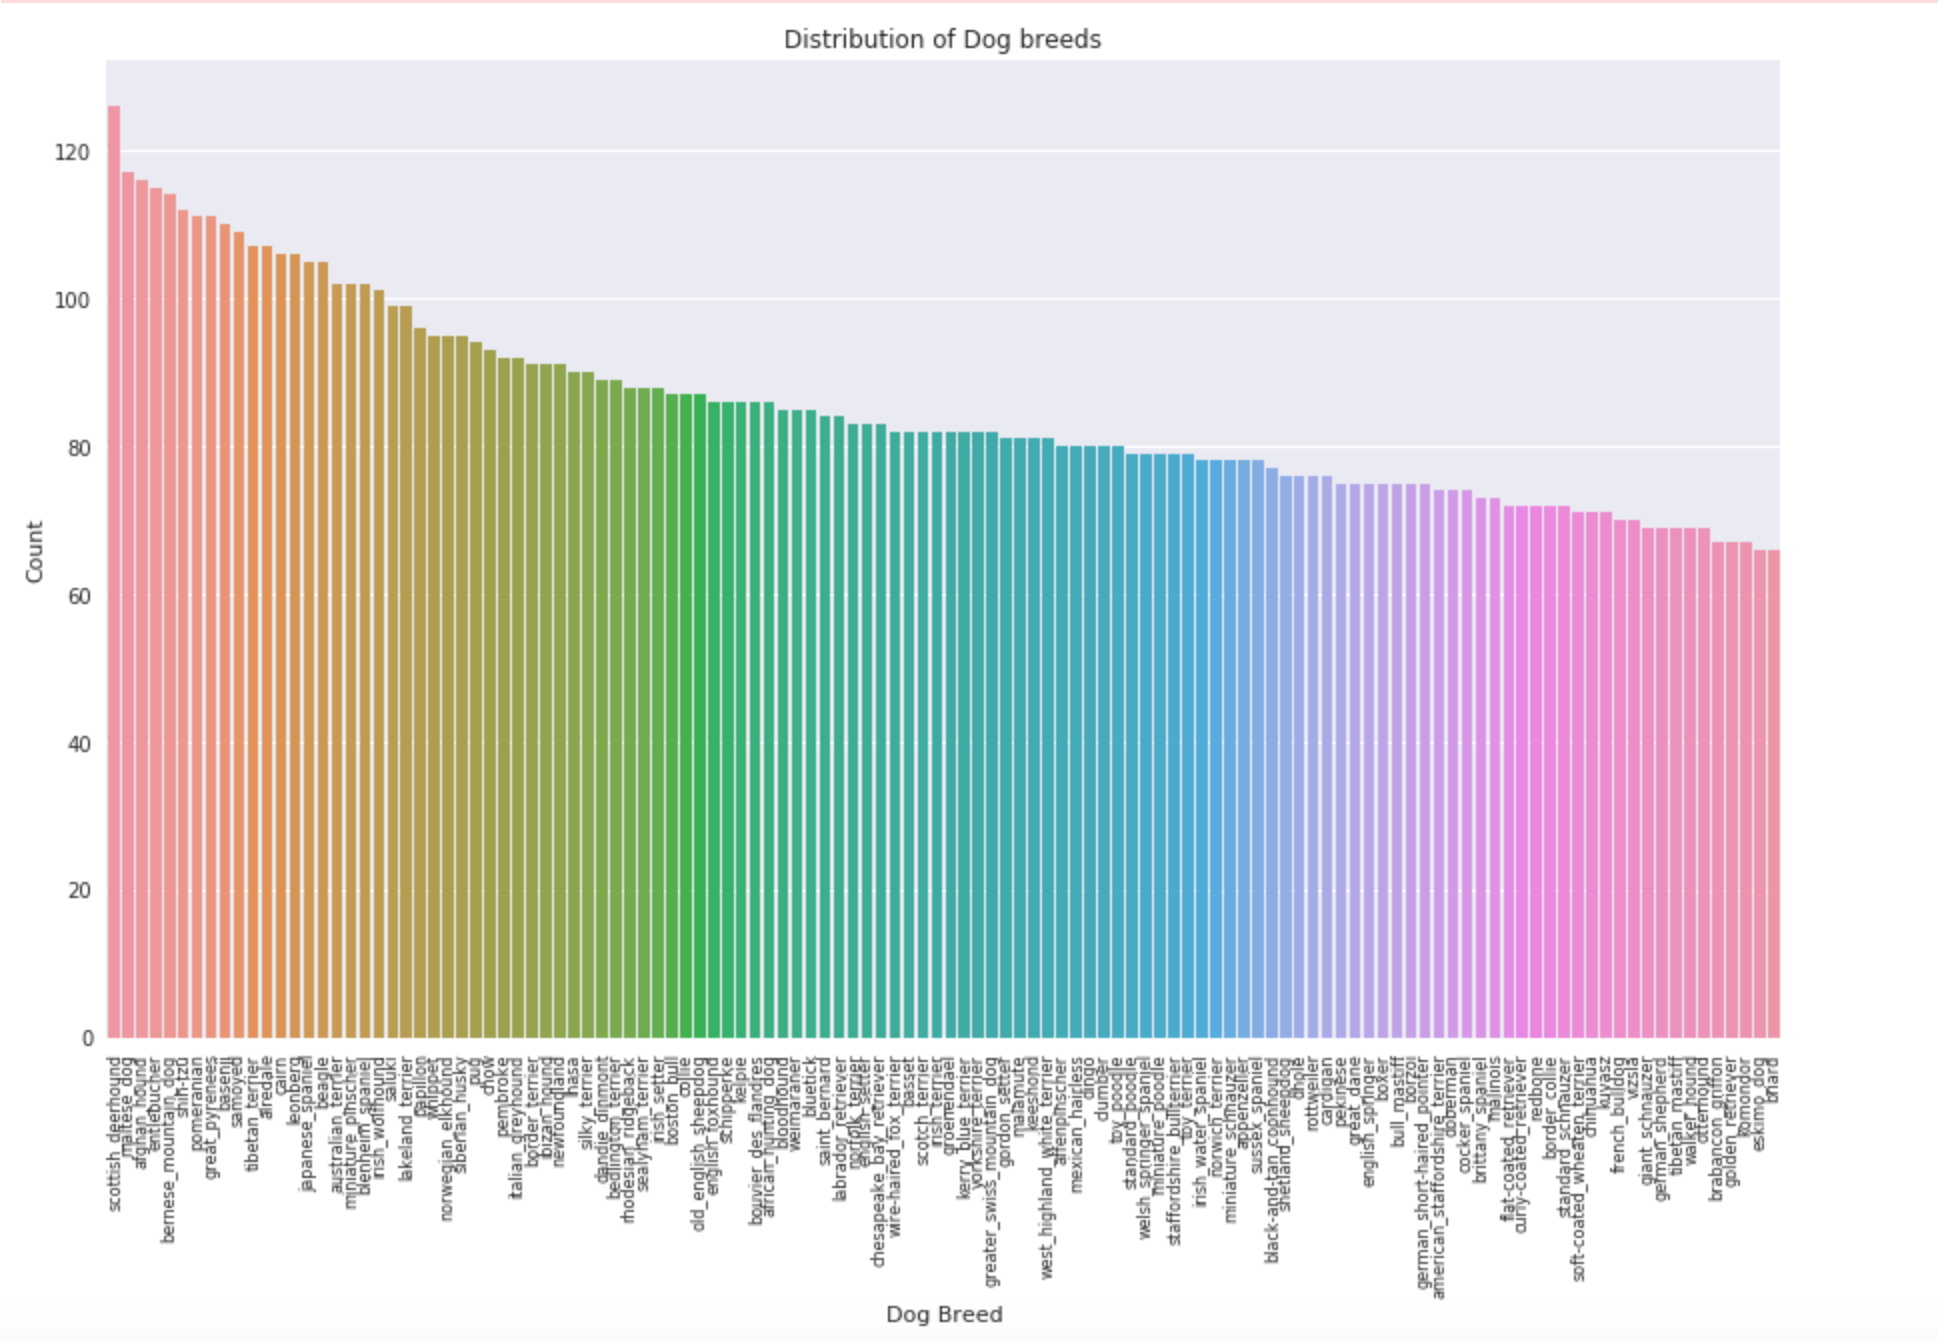 Distribution of Dog breeds
Count
120
100
80
60
40
20
0
scottish_deerhound
maltese_dog
afghan_hound
entlebucher
bernese_mountain_dog
shih-tzu
pomeranian
great_pyrenees
basenji
samoyed
tibetan_terrier
airedale
cairn
leonberg
japanese_spaniel
beagle
australian_terrier
miniature_pinscher
blenheim_spaniel
irish_wolfhound
saluki
lakeland_terrier
papillon
whippet
norwegian_elkhound
siberian_husky
pug
chow
pembroke
italian_greyhound
border_terrier
ibizan_hound
newfoundland
lhasa
silky_terrier
dandie_dinmont
bedlington_terrier
rhodesian_ridgeback
sealyham_terrier
irish_setter
boston_bull
collie
old_english_sheepdog
english_foxhound
schipperke
kelpie
bouvier_des_flandres
african_hunting_dog
bloodhound
weimaraner
bluetick
saint_bernard
labrador_retriever
norfolk_terrier
english_setter
chesapeake_bay_retriever
wire-haired_fox_terrier
basset
scotch_terrier
irish_terrier
groenendael
kerry_blue_terrier
yorkshire_terrier
greater_swiss_mountain_dog
gordon_setter
malamute
keeshond
west_highland_white_terrier
affenpinscher
mexican_hairless
dingo
clumber
toy_poodle
standard_poodle
welsh_springer_spaniel
miniature_poodle
staffordshire_bullterrier
toy_terrier
irish_water_spaniel
norwich_terrier
miniature_schnauzer
appenzeller
sussex_spaniel
black-and-tan_coonhound
shetland_sheepdog
dhole
rottweiler
cardigan
pekinese
great_dane
english_springer
boxer
bull_mastiff
borzoi
german_short-haired_pointer
american_staffordshire_terrier
doberman
cocker_spaniel
brittany_spaniel
malinois
flat-coated_retriever
curly-coated_retriever
redbone
border_collie
standard_schnauzer
soft-coated_wheaten_terrier
chihuahua
kuvasz
french_bulldog
vizsla
giant_schnauzer
german_shepherd
tibetan_mastiff
walker_hound
otterhound
brabancon_griffon
golden_retriever
komondor
eskimo_dog
briard
Dog Breed